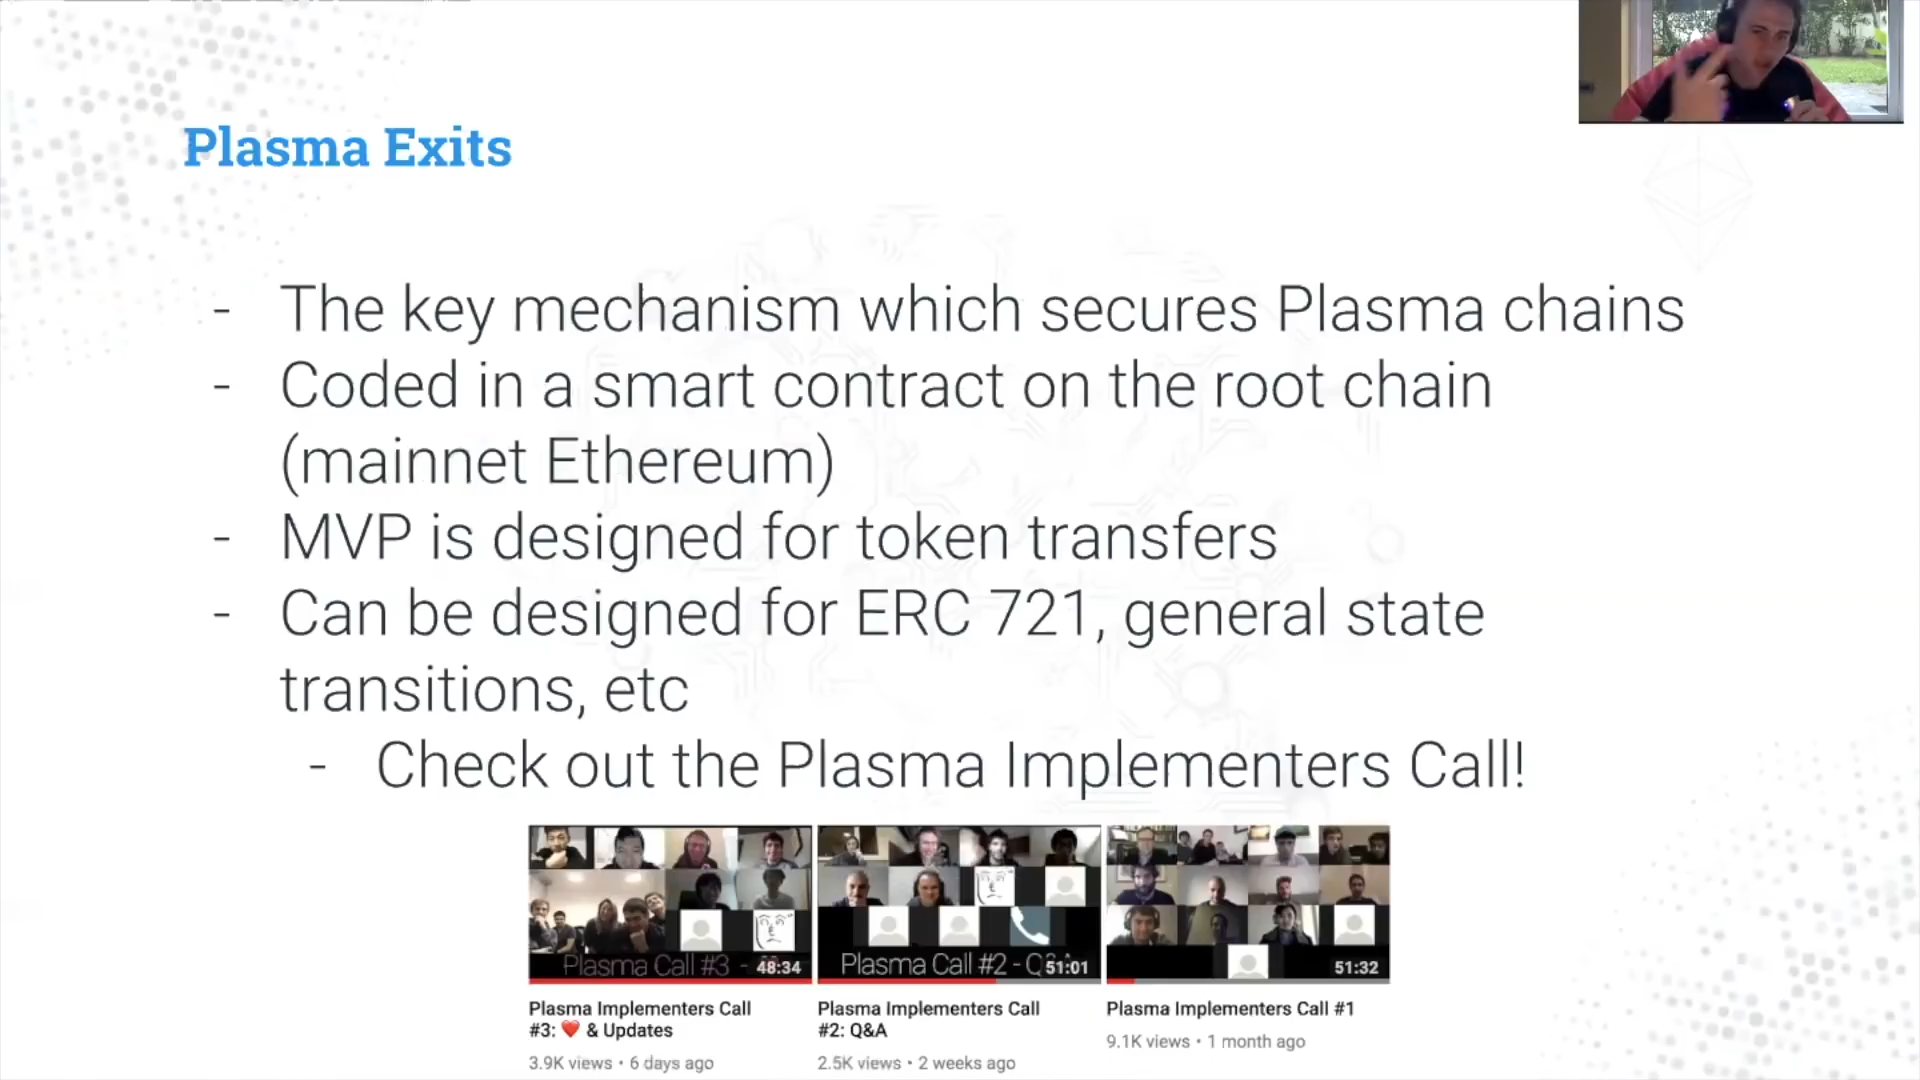 Plasma Exits
- The key mechanism which secures Plasma chains
- Coded in a smart contract on the root chain
(mainnet Ethereum)
- MVP is designed for token transfers
- Can be designed for ERC 721, general state
transitions, etc
- Check out the Plasma Implementers Call!
Plasma Call #3 - 48:34
Plasma Call #2 - Q 51:01
51:32
Plasma Implementers Call
#3: ❤️ & Updates
3.9K views • 6 days ago
Plasma Implementers Call
#2: Q&A
2.5K views • 2 weeks ago
Plasma Implementers Call #1
9.1K views • 1 month ago